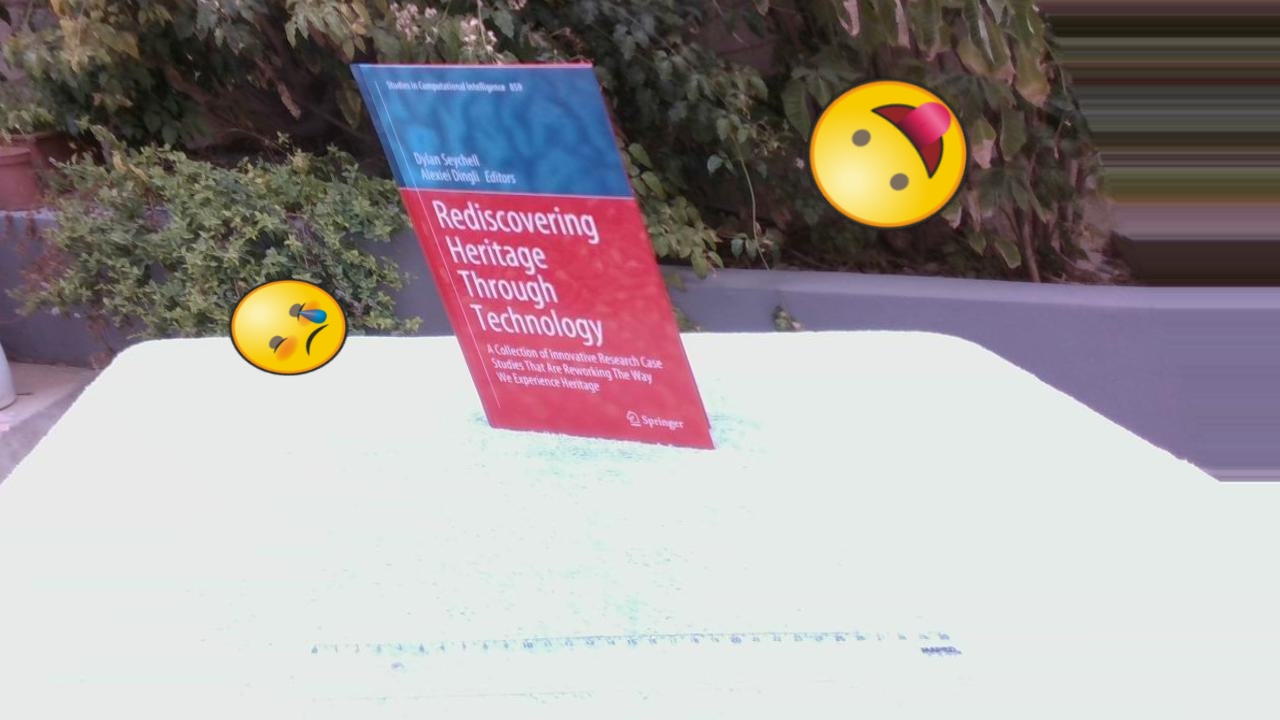 Studies in Computational Intelligence 859
Dylan Seychell
Alexiei Dingli Editors
Rediscovering
Heritage
Through
Technology
A Collection of Innovative Research Case
Studies That Are Reworking The Way
We Experience Heritage
Springer